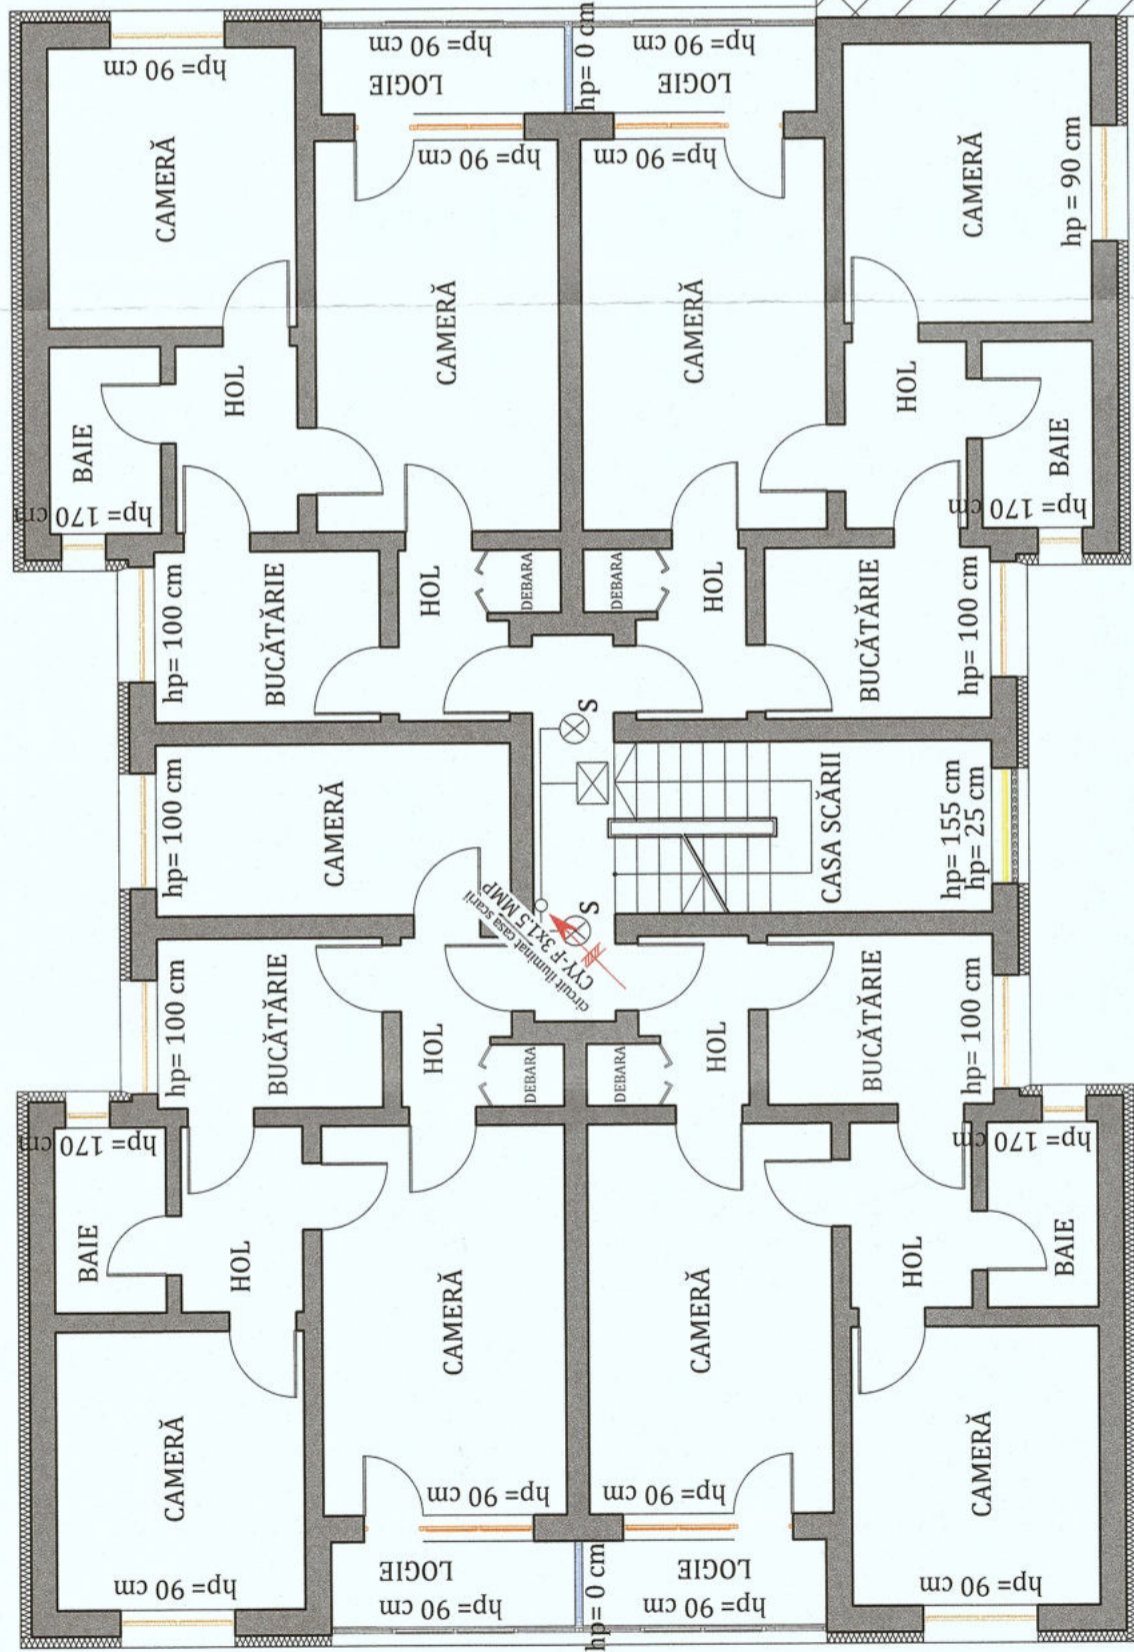 hp= 90 cm
CAMERĂ
hp= 90 cm
LOGIE
hp= 90 cm
CAMERĂ
hp= 0 cm
hp= 90 cm
LOGIE
hp= 90 cm
CAMERĂ
CAMERĂ
hp = 90 cm
BAIE
hp= 170 cm
HOL
HOL
BAIE
hp= 170 cm
hp= 100 cm
BUCĂTĂRIE
HOL
DEBARA
DEBARA
HOL
BUCĂTĂRIE
hp= 100 cm
hp= 100 cm
CAMERĂ
S
S
circuit iluminat casa scarii
CYY-F 3x1.5 MMP
CASA SCĂRII
hp= 155 cm
hp= 25 cm
hp= 100 cm
BUCĂTĂRIE
HOL
DEBARA
DEBARA
HOL
BUCĂTĂRIE
hp= 100 cm
hp= 170 cm
BAIE
HOL
HOL
hp= 170 cm
BAIE
CAMERĂ
hp= 90 cm
CAMERĂ
hp= 90 cm
LOGIE
hp= 90 cm
hp= 0 cm
CAMERĂ
hp= 90 cm
LOGIE
hp= 90 cm
CAMERĂ
hp= 90 cm